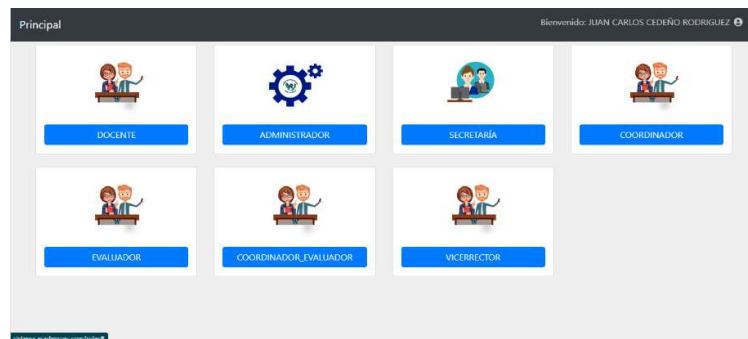 Principal
Bienvenido: JUAN CARLOS CEDEÑO RODRIGUEZ
DOCENTE
ADMINISTRADOR
SECRETARÍA
COORDINADOR
EVALUADOR
COORDINADOR_EVALUADOR
VICERRECTOR